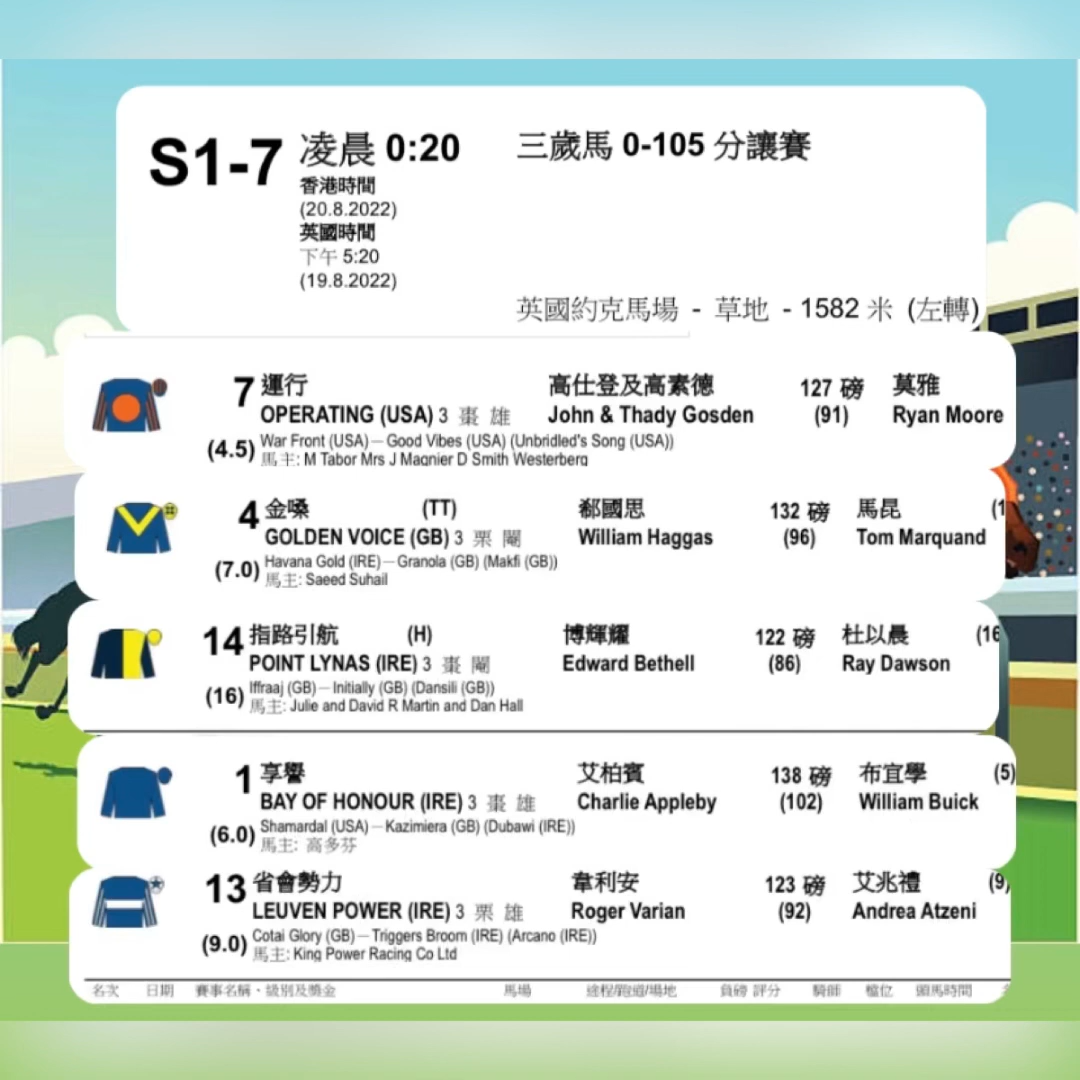 S1-7 凌晨 0:20 三歲馬 0-105 分讓賽
香港時間
(20.8.2022)
英國時間
下午 5:20
(19.8.2022)
英國約克馬場 - 草地 - 1582 米 (左轉)
7 運行 高仕登及高素德 127 磅 莫雅
OPERATING (USA) 3 棗 雄 John & Thady Gosden (91) Ryan Moore
(4.5) War Front (USA)－Good Vibes (USA) (Unbridled's Song (USA))
馬主: M Tabor Mrs J Magnier D Smith Westerberg
4 金嗓 (TT) 郗國思 132 磅 馬昆 (1
GOLDEN VOICE (GB) 3 栗 閹 William Haggas (96) Tom Marquand
(7.0) Havana Gold (IRE)－Granola (GB) (Makfi (GB))
馬主: Saeed Suhail
14 指路引航 (H) 博輝耀 122 磅 杜以晨 (16
POINT LYNAS (IRE) 3 棗 閹 Edward Bethell (86) Ray Dawson
(16) Iffraaj (GB)－Initially (GB) (Dansili (GB))
馬主: Julie and David R Martin and Dan Hall
1 享譽 艾柏賓 138 磅 布宜學 (5)
BAY OF HONOUR (IRE) 3 棗 雄 Charlie Appleby (102) William Buick
(6.0) Shamardal (USA)－Kazimiera (GB) (Dubawi (IRE))
馬主: 高多芬
13 省會勢力 韋利安 123 磅 艾兆禮 (9)
LEUVEN POWER (IRE) 3 栗 雄 Roger Varian (92) Andrea Atzeni
(9.0) Cotai Glory (GB)－Triggers Broom (IRE) (Arcano (IRE))
馬主: King Power Racing Co Ltd
名次 日期 賽事名稱、級別及獎金 馬場 途程/跑道/場地 負磅 評分 騎師 檔位 頭馬時間